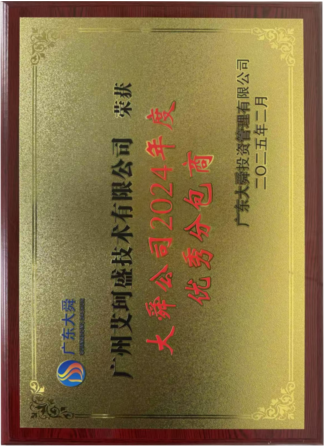 广东大舜
广州艾珂盛技术有限公司 荣获
大舜公司2024年度
优秀分包商
广东大舜投资管理有限公司
二〇二五年二月